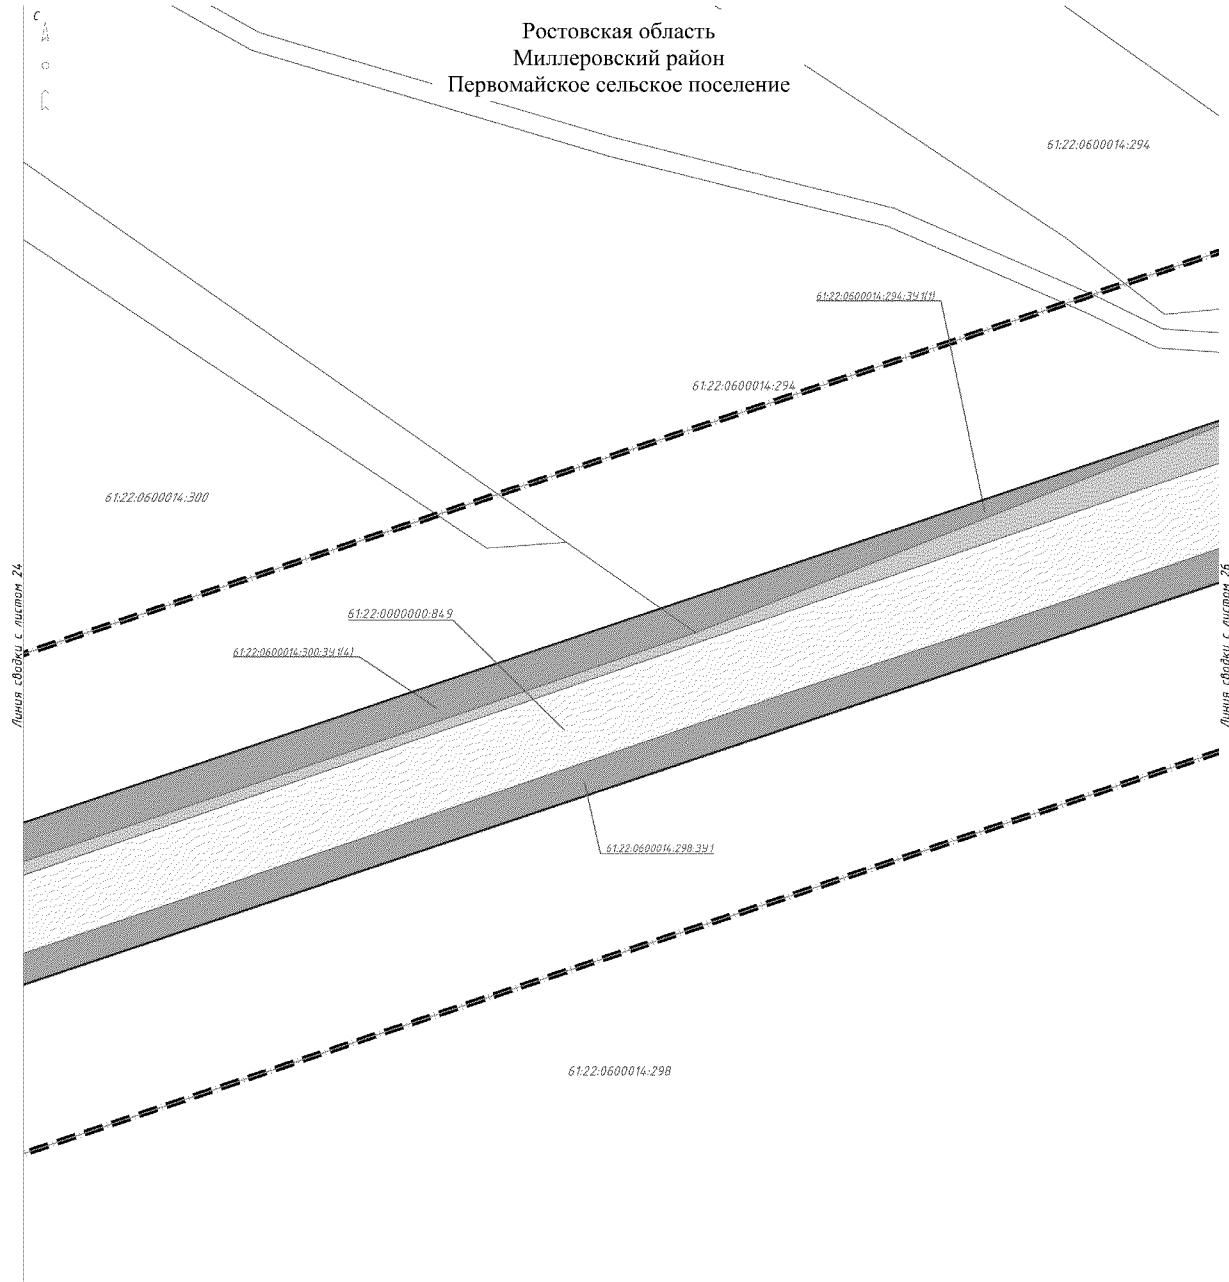 С
Ростовская область
Миллеровский район
Первомайское сельское поселение
61:22:0600014:294
61:22:0600014:294:ЗУ1(1)
61:22:0600014:294
61:22:0600014:300
Линия сводки с листом 24
Линия сводки с листом 26
61:22:0000000:849
61:22:0600014:300:ЗУ1(4)
61:22:0600014:298:ЗУ1
61:22:0600014:298